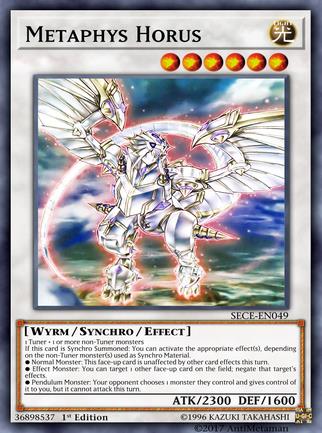 METAPHYS HORUS
LIGHT
光
SECE-EN049
[WYRM / SYNCHRO / EFFECT]
1 Tuner + 1 or more non-Tuner monsters
If this card is Synchro Summoned: You can activate the appropriate effect(s), depending
on the non-Tuner monster(s) used as Synchro Material.
● Normal Monster: This face-up card is unaffected by other card effects this turn.
● Effect Monster: You can target 1 other face-up card on the field; negate that target's
effects.
● Pendulum Monster: Your opponent chooses 1 monster they control and gives control
of it to you, but it cannot attack this turn.
ATK/2300 DEF/1600
36898537 1st Edition ©1996 KAZUKI TAKAHASHI
©2017 AntiMetaman